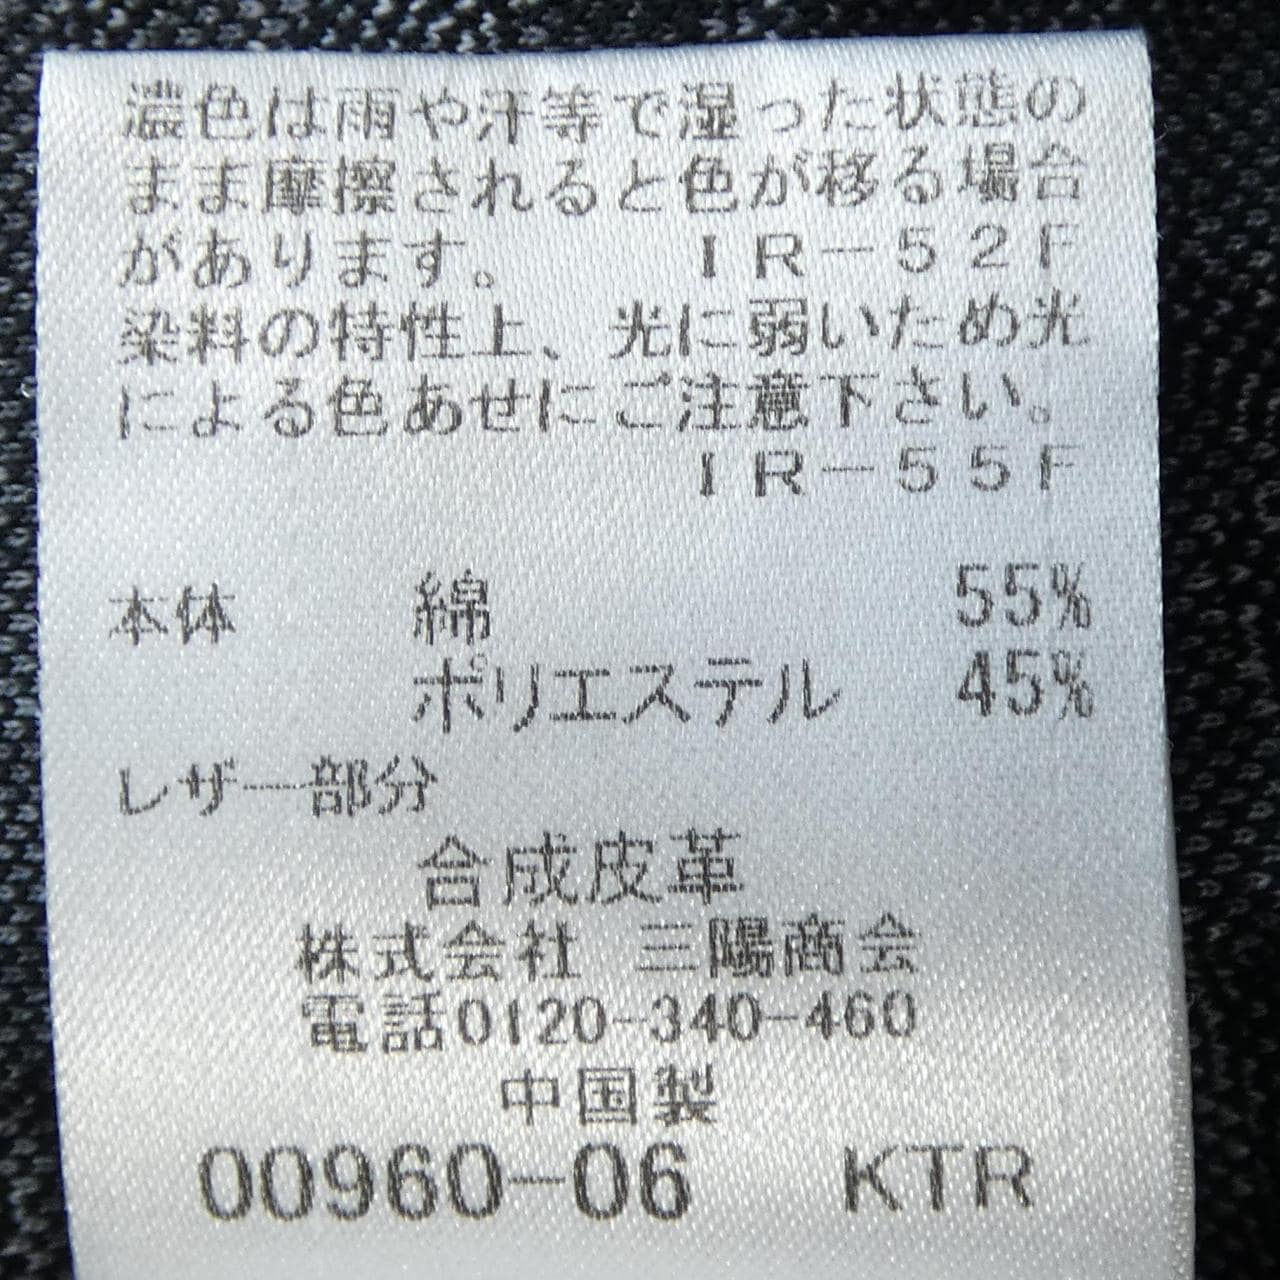 濃色は雨や汗等で湿った状態の
まま摩擦されると色が移る場合
があります。 IR-52F
染料の特性上、光に弱いため光
による色あせにご注意下さい。
IR-55F
本体 綿 55%
ポリエステル 45%
レザー部分
合成皮革
株式会社 三陽商会
電話0120-340-460
中国製
00960-06 KTR